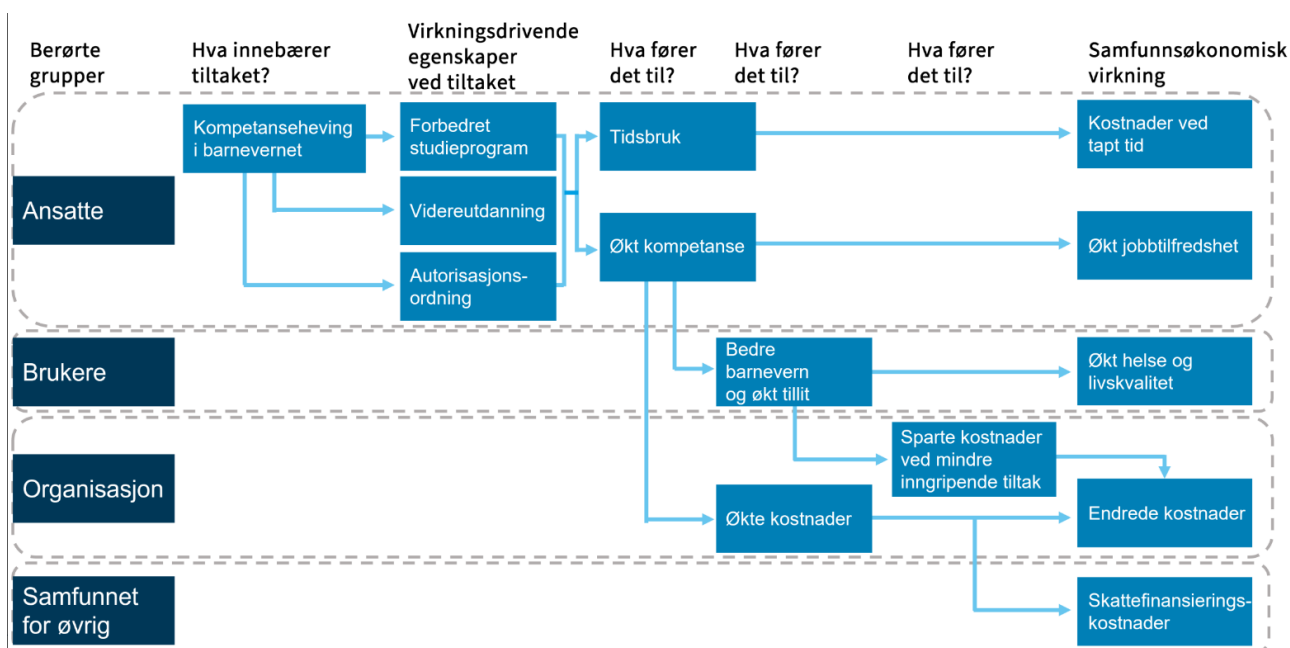 Berørte
grupper
Hva innebærer
tiltaket?
Virkningsdrivende
egenskaper
ved tiltaket
Hva fører
det til?
Hva fører
det til?
Hva fører
det til?
Samfunnsøkonomisk
virkning
Ansatte
Kompetanseheving
i barnevernet
Forbedret
studieprogram
Videreutdanning
Autorisasjons-
ordning
Tidsbruk
Økt kompetanse
Kostnader ved
tapt tid
Økt jobbtilfredshet
Brukere
Bedre
barnevern
og økt tillit
Økt helse og
livskvalitet
Organisasjon
Sparte kostnader
ved mindre
inngripende tiltak
Økte kostnader
Endrede kostnader
Samfunnet
for øvrig
Skattefinansierings-
kostnader